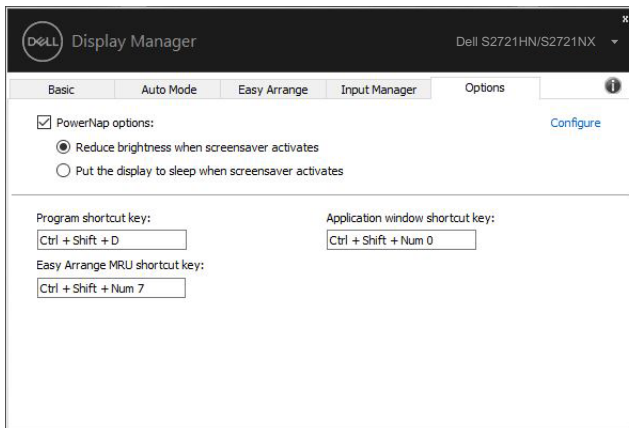 x
DELL Display Manager
Dell S2721HN/S2721NX
Basic
Auto Mode
Easy Arrange
Input Manager
Options
i
PowerNap options:
Configure
Reduce brightness when screensaver activates
Put the display to sleep when screensaver activates
Program shortcut key:
Application window shortcut key:
Ctrl + Shift + D
Ctrl + Shift + Num 0
Easy Arrange MRU shortcut key:
Ctrl + Shift + Num 7